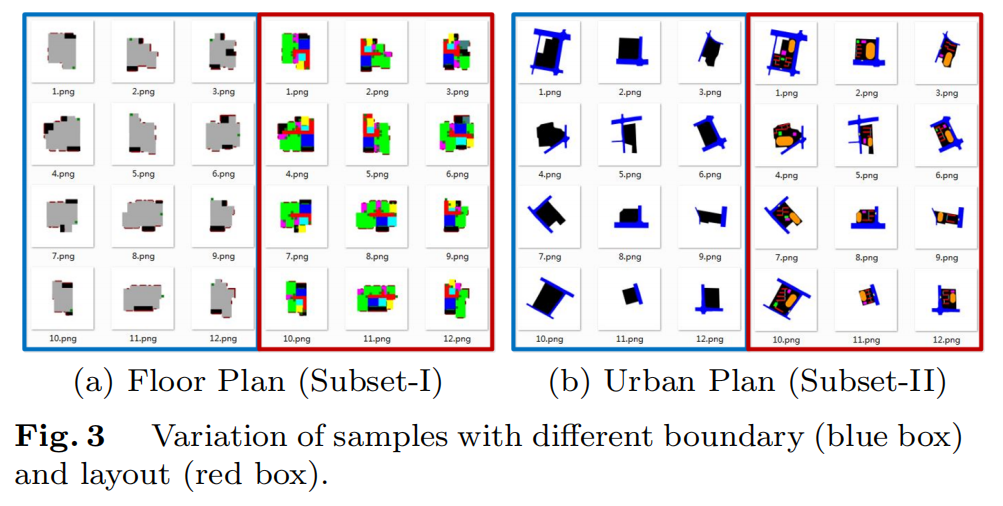 1.png 2.png 3.png 1.png 2.png 3.png 1.png 2.png 3.png 1.png 2.png 3.png
4.png 5.png 6.png 4.png 5.png 6.png 4.png 5.png 6.png 4.png 5.png 6.png
7.png 8.png 9.png 7.png 8.png 9.png 7.png 8.png 9.png 7.png 8.png 9.png
10.png 11.png 12.png 10.png 11.png 12.png 10.png 11.png 12.png 10.png 11.png 12.png
(a) Floor Plan (Subset-I) (b) Urban Plan (Subset-II)
Fig. 3 Variation of samples with different boundary (blue box)
and layout (red box).